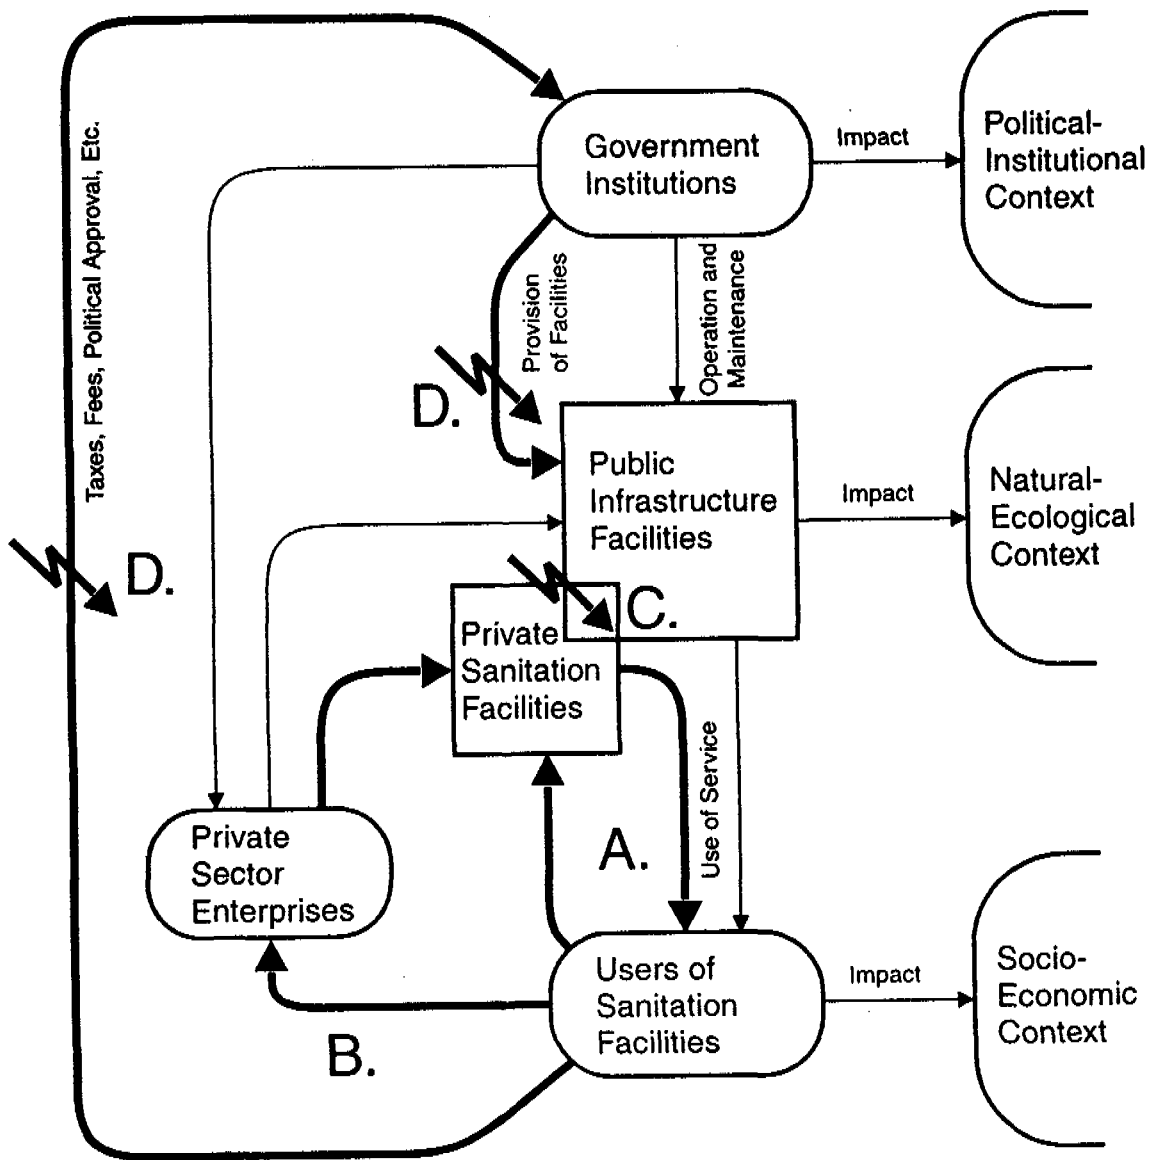 Taxes, Fees, Political Approval, Etc.
Government
Institutions
Impact
Political-
Institutional
Context
Provision
of Facilities
Operation and
Maintenance
D.
Public
Infrastructure
Facilities
Impact
Natural-
Ecological
Context
D.
C.
Private
Sanitation
Facilities
Use of Service
A.
Private
Sector
Enterprises
B.
Users of
Sanitation
Facilities
Impact
Socio-
Economic
Context